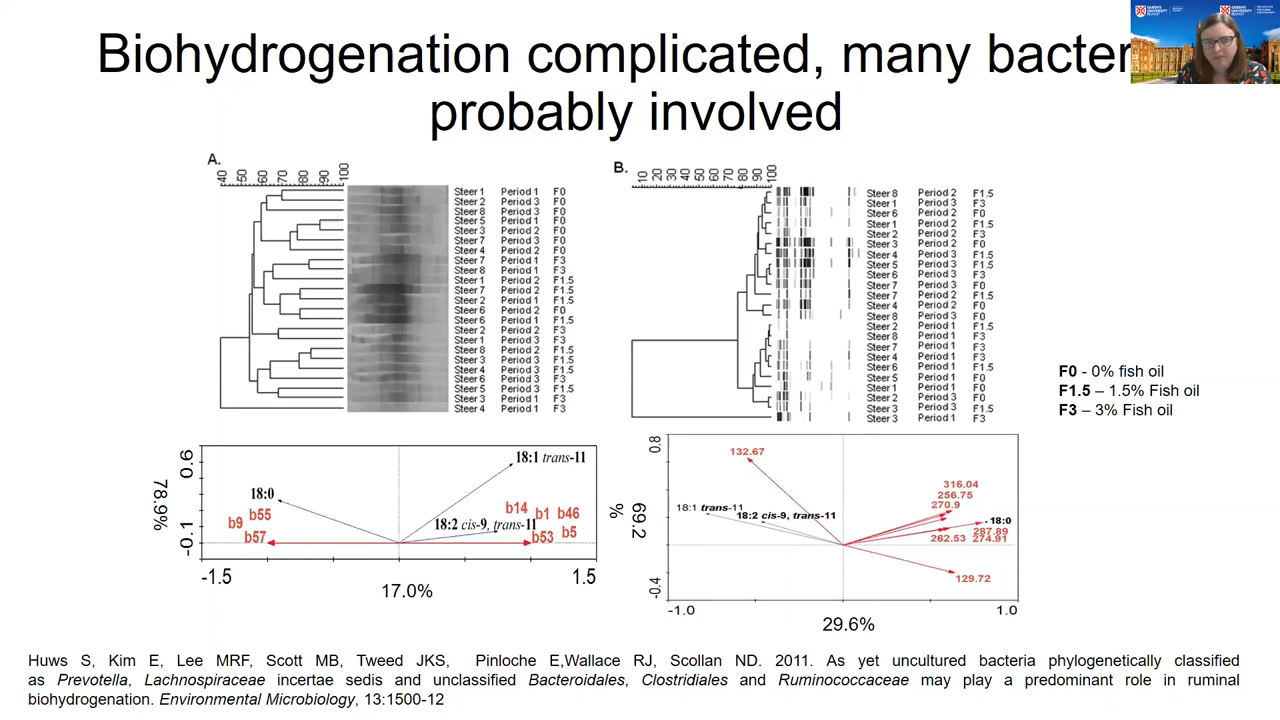 Biohydrogenation complicated, many bacter
probably involved
A.
40 50 60 70 80 90 100
Steer 1 Period 1 F0
Steer 2 Period 3 F0
Steer 8 Period 3 F0
Steer 5 Period 1 F0
Steer 3 Period 2 F0
Steer 7 Period 3 F0
Steer 4 Period 2 F0
Steer 7 Period 1 F3
Steer 8 Period 1 F3
Steer 1 Period 2 F1.5
Steer 7 Period 2 F1.5
Steer 2 Period 1 F1.5
Steer 6 Period 2 F0
Steer 6 Period 1 F1.5
Steer 2 Period 2 F3
Steer 1 Period 3 F3
Steer 8 Period 2 F1.5
Steer 3 Period 3 F1.5
Steer 4 Period 3 F1.5
Steer 6 Period 3 F3
Steer 5 Period 3 F1.5
Steer 3 Period 1 F3
Steer 4 Period 1 F3
B.
10 20 30 40 50 60 70 80 90 100
Steer 8 Period 2 F1.5
Steer 1 Period 3 F3
Steer 6 Period 2 F0
Steer 1 Period 2 F1.5
Steer 2 Period 2 F3
Steer 3 Period 2 F0
Steer 4 Period 3 F1.5
Steer 5 Period 3 F1.5
Steer 6 Period 3 F3
Steer 7 Period 3 F0
Steer 7 Period 2 F1.5
Steer 4 Period 2 F0
Steer 8 Period 3 F0
Steer 2 Period 1 F1.5
Steer 8 Period 1 F3
Steer 7 Period 1 F3
Steer 4 Period 1 F3
Steer 6 Period 1 F1.5
Steer 5 Period 1 F0
Steer 1 Period 1 F0
Steer 2 Period 3 F0
Steer 3 Period 3 F1.5
Steer 3 Period 1 F3
F0 - 0% fish oil
F1.5 – 1.5% Fish oil
F3 – 3% Fish oil
78.9%
0.6
-0.1
18:1 trans-11
18:0
b55
b9
b57
b14
b1
b46
18:2 cis-9, trans-11
b53
b5
-1.5
1.5
17.0%
69.2 %
0.8
-0.4
132.67
18:1 trans-11
18:2 cis-9, trans-11
316.04
256.75
270.9
18:0
287.89
262.53
274.91
129.72
-1.0
1.0
29.6%
Huws S, Kim E, Lee MRF, Scott MB, Tweed JKS, Pinloche E,Wallace RJ, Scollan ND. 2011. As yet uncultured bacteria phylogenetically classified
as Prevotella, Lachnospiraceae incertae sedis and unclassified Bacteroidales, Clostridiales and Ruminococcaceae may play a predominant role in ruminal
biohydrogenation. Environmental Microbiology, 13:1500-12